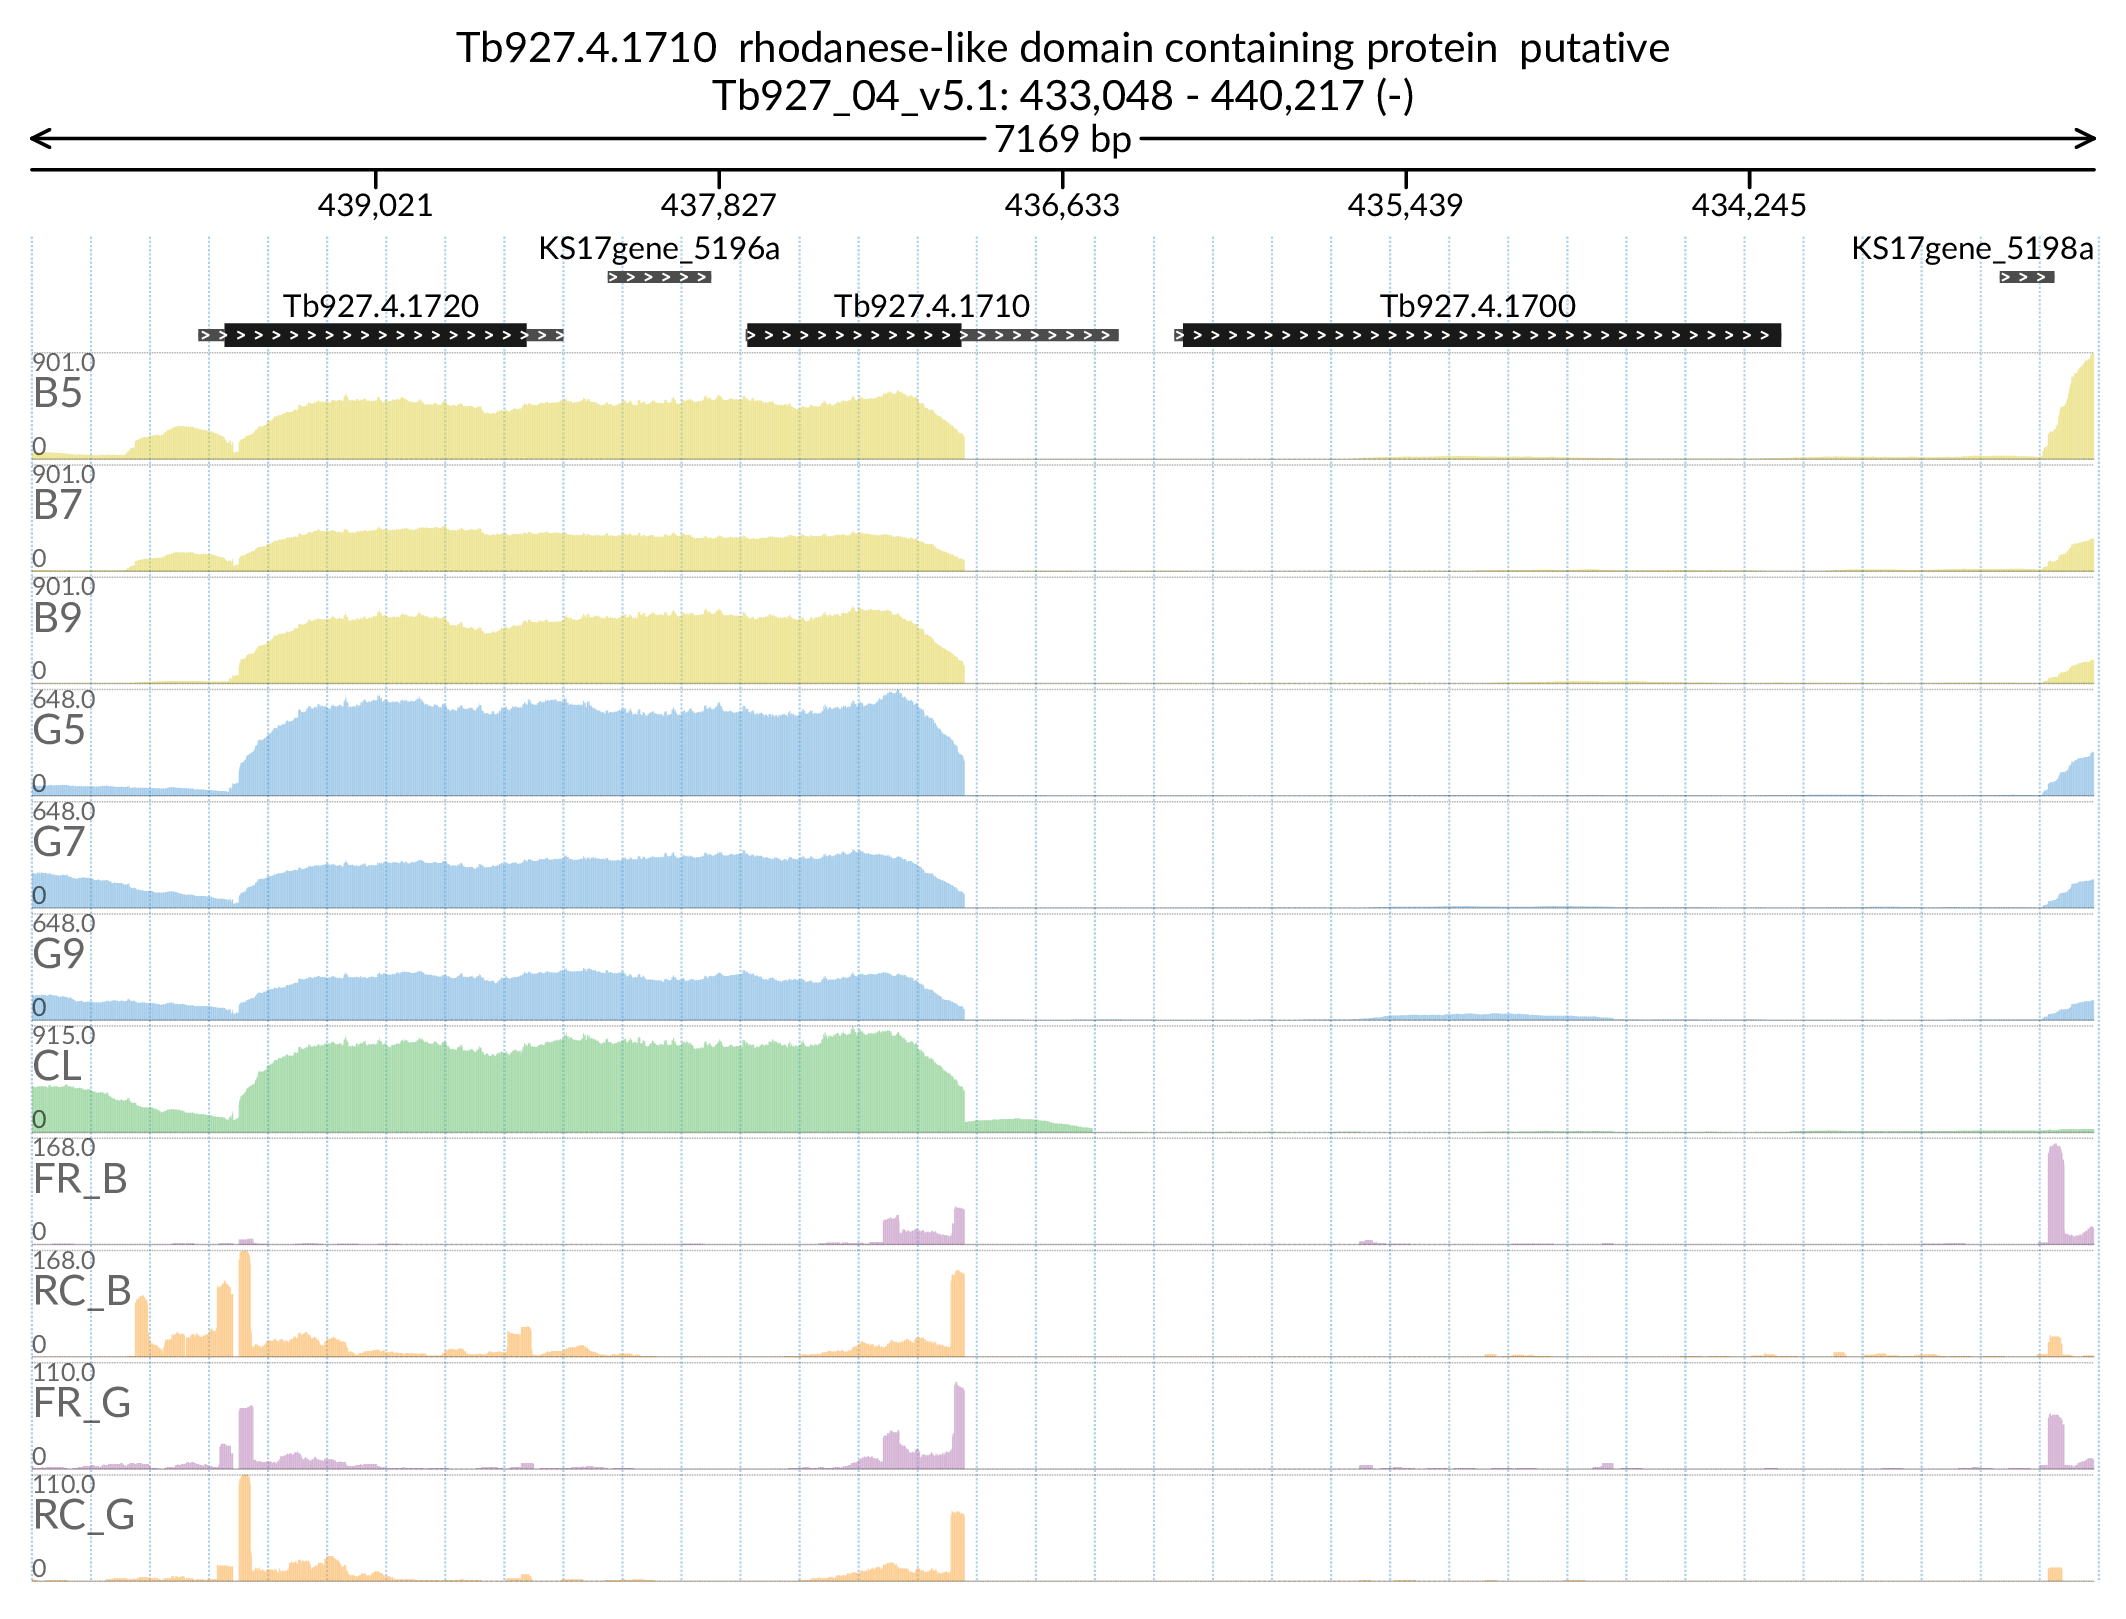 Tb927.4.1710  rhodanese-like domain containing protein  putative
Tb927_04_v5.1: 433,048 - 440,217 (-)
7169 bp
439,021 437,827 436,633 435,439 434,245
KS17gene_5196a KS17gene_5198a
Tb927.4.1720 Tb927.4.1710 Tb927.4.1700
901.0
B5
0
901.0
B7
0
901.0
B9
0
648.0
G5
0
648.0
G7
0
648.0
G9
0
915.0
CL
0
168.0
FR_B
0
168.0
RC_B
0
110.0
FR_G
0
110.0
RC_G
0